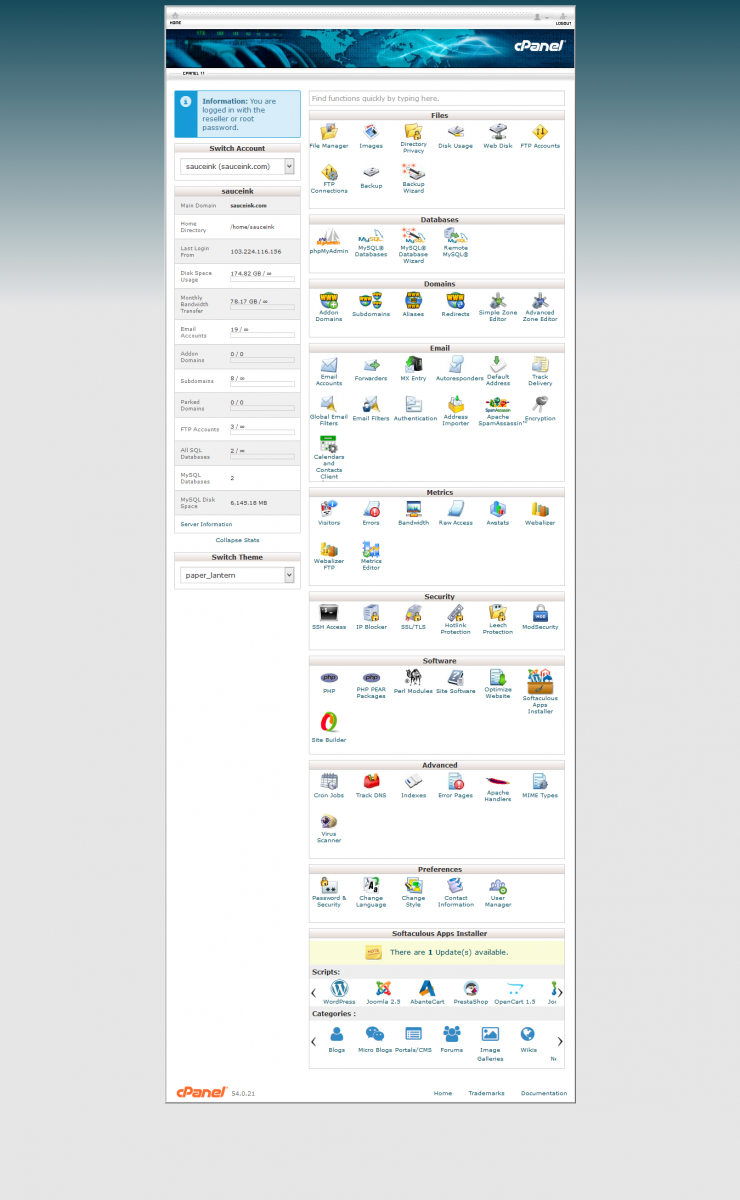 HOME
LOGOUT
cPanel
CPANEL 11
Information: You are
logged in with the
reseller or root
password.
Switch Account
sauceink (sauceink.com)
sauceink
Main Domain sauceink.com
Home
Directory /home/sauceink
Last Login
From 103.224.116.156
Disk Space
Usage 174.82 GB / ∞
Monthly
Bandwidth
Transfer 78.17 GB / ∞
Email
Accounts 19 / ∞
Addon
Domains 0 / 0
Subdomains 8 / ∞
Parked
Domains 0 / 0
FTP Accounts 3 / ∞
All SQL
Databases 2 / ∞
MySQL
Databases 2
MySQL Disk
Space 6,145.18 MB
Server Information
Collapse Stats
Switch Theme
paper_lantern
Find functions quickly by typing here.
Files
File Manager
Images
Directory
Privacy
Disk Usage
Web Disk
FTP Accounts
FTP
Connections
Backup
Backup
Wizard
Databases
phpMyAdmin
MySQL®
Databases
MySQL®
Database
Wizard
Remote
MySQL®
Domains
Addon
Domains
Subdomains
Aliases
Redirects
Simple Zone
Editor
Advanced
Zone Editor
Email
Email
Accounts
Forwarders
MX Entry
Autoresponders
Default
Address
Track
Delivery
Global Email
Filters
Email Filters
Authentication
Address
Importer
Apache
SpamAssassin™
Encryption
Calendars
and
Contacts
Client
Metrics
Visitors
Errors
Bandwidth
Raw Access
Awstats
Webalizer
Webalizer
FTP
Metrics
Editor
Security
SSH Access
IP Blocker
SSL/TLS
Hotlink
Protection
Leech
Protection
ModSecurity
Software
PHP
PHP PEAR
Packages
Perl Modules
Site Software
Optimize
Website
Softaculous
Apps
Installer
Site Builder
Advanced
Cron Jobs
Track DNS
Indexes
Error Pages
Apache
Handlers
MIME Types
Virus
Scanner
Preferences
Password &
Security
Change
Language
Change
Style
Contact
Information
User
Manager
Softaculous Apps Installer
There are 1 Update(s) available.
Scripts:
WordPress
Joomla 2.5
AbanteCart
PrestaShop
OpenCart 1.5
Categories :
Blogs
Micro Blogs
Portals/CMS
Forums
Image
Galleries
Wikis
cPanel 54.0.21
Home
Trademarks
Documentation